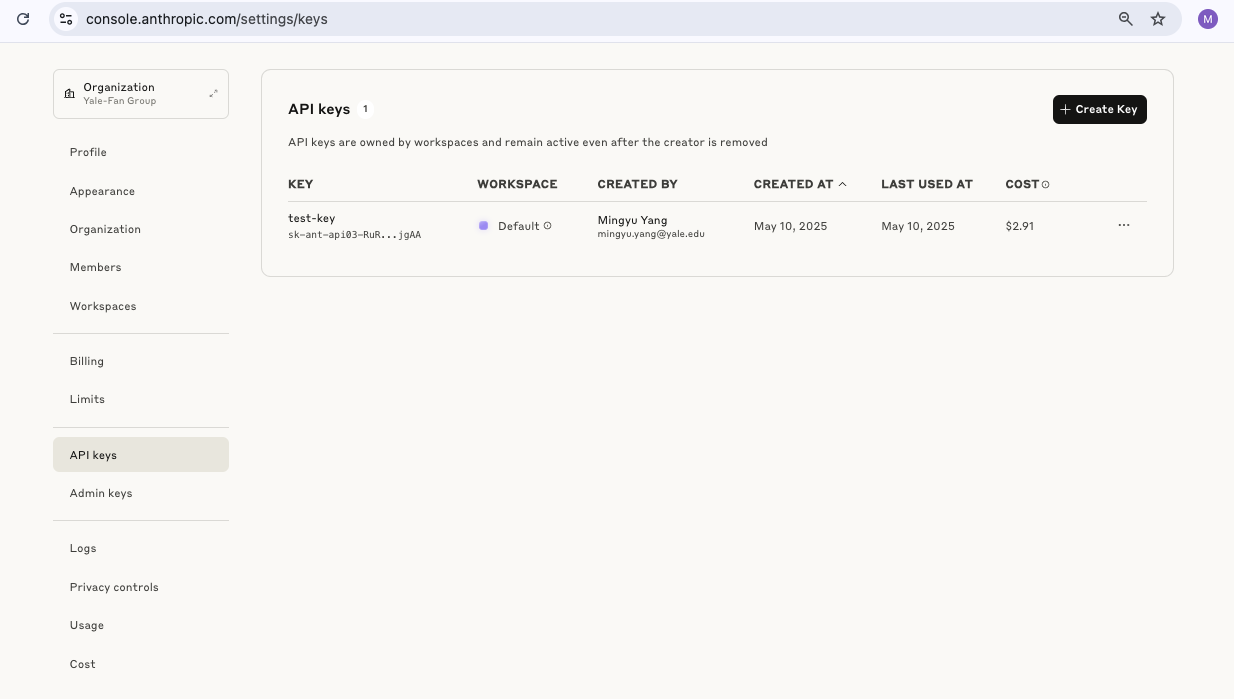 console.anthropic.com/settings/keys
M
Organization
Yale-Fan Group
Profile
Appearance
Organization
Members
Workspaces
Billing
Limits
API keys
Admin keys
Logs
Privacy controls
Usage
Cost
API keys 1
+ Create Key
API keys are owned by workspaces and remain active even after the creator is removed
KEY WORKSPACE CREATED BY CREATED AT LAST USED AT COST
test-key
sk-ant-api03-RuR...jgAA
Default
Mingyu Yang
mingyu.yang@yale.edu
May 10, 2025
May 10, 2025
$2.91
...